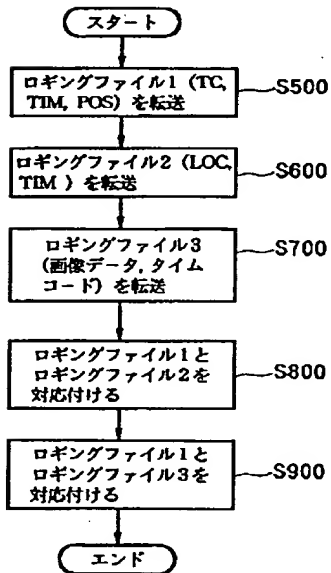 スタート
ロギングファイル1 (TC,
TIM, POS) を転送
S500
ロギングファイル2 (LOC,
TIM ) を転送
S600
ロギングファイル3
(画像データ, タイム
コード) を転送
S700
ロギングファイル1と
ロギングファイル2を
対応付ける
S800
ロギングファイル1と
ロギングファイル3を
対応付ける
S900
エンド